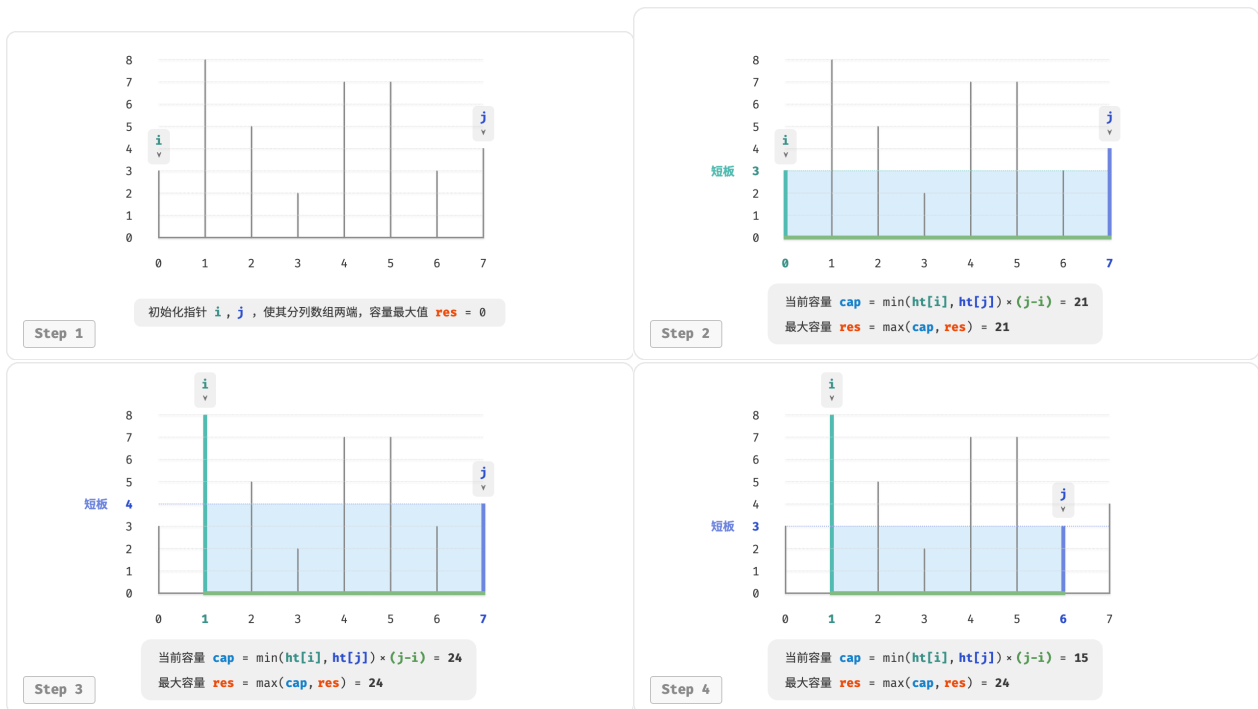 8
7
6
5
4
3
2
1
0
i
j
0 1 2 3 4 5 6 7
初始化指针 i , j , 使其分列数组两端，容量最大值 res = 0
Step 1
8
7
6
5
4
短板 3
2
1
0
i
j
0 1 2 3 4 5 6 7
当前容量 cap = min(ht[i], ht[j]) × (j-i) = 21
最大容量 res = max(cap, res) = 21
Step 2
i
8
7
6
5
短板 4
3
2
1
0
j
0 1 2 3 4 5 6 7
当前容量 cap = min(ht[i], ht[j]) × (j-i) = 24
最大容量 res = max(cap, res) = 24
Step 3
i
8
7
6
5
4
短板 3
2
1
0
j
0 1 2 3 4 5 6 7
当前容量 cap = min(ht[i], ht[j]) × (j-i) = 15
最大容量 res = max(cap, res) = 24
Step 4